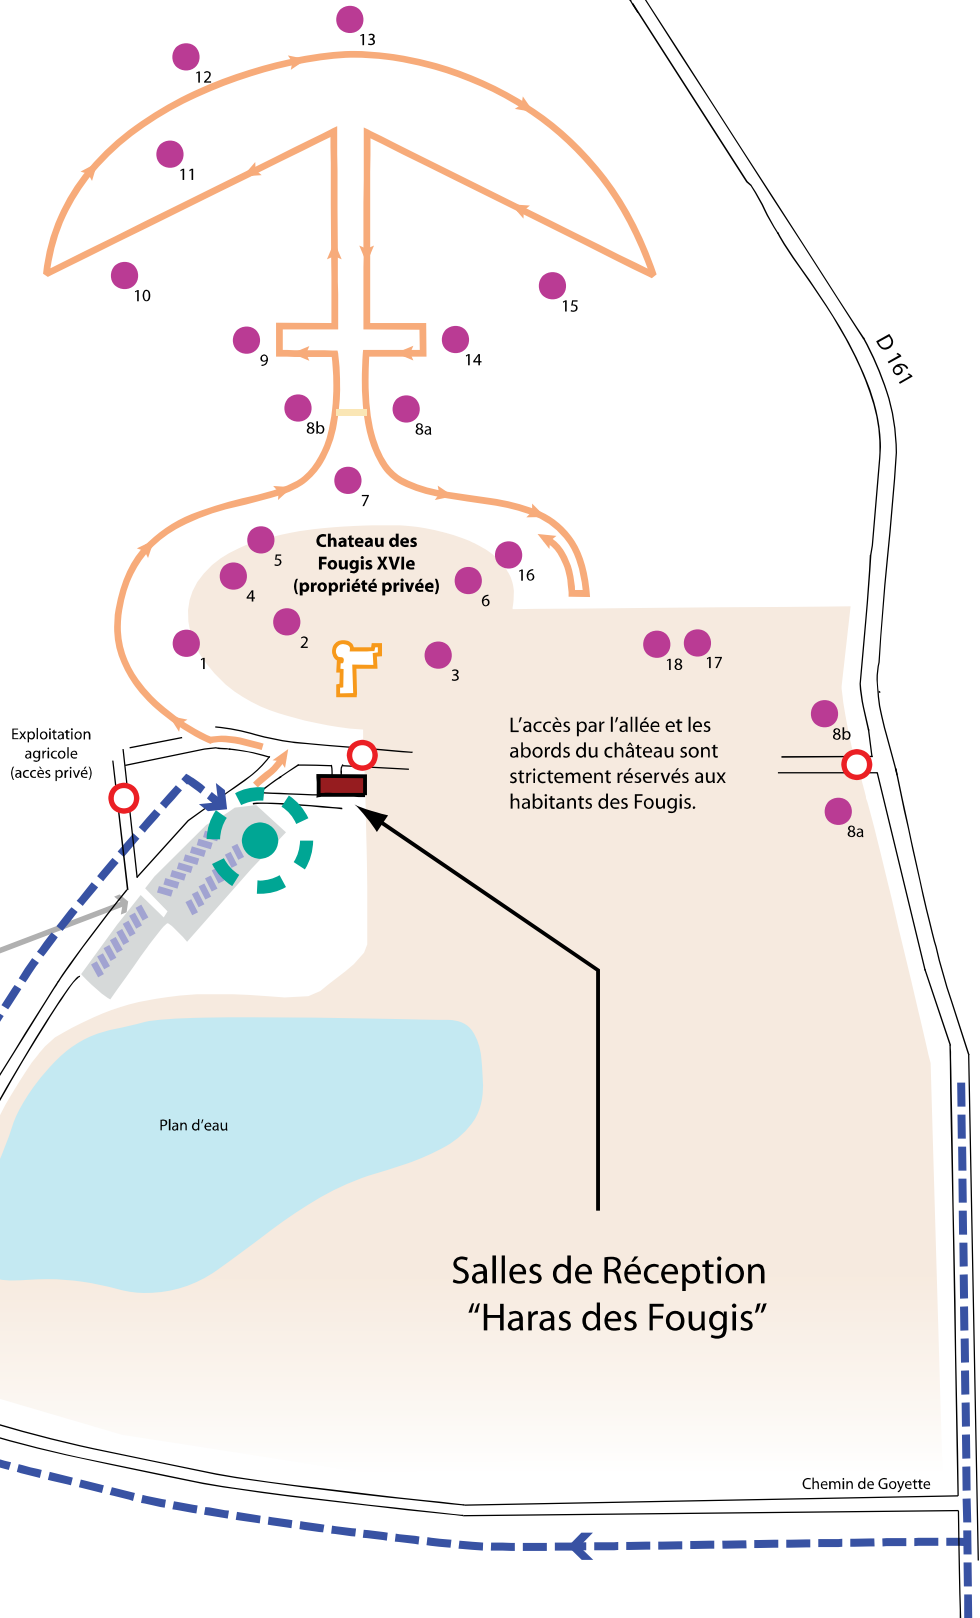 13
12
11
10
15
9
14
D 161
8b
8a
7
Chateau des
Fougis XVIe
(propriété privée)
5
16
4
6
2
1
3
18
17
Exploitation
agricole
(accès privé)
L’accès par l’allée et les
abords du château sont
strictement réservés aux
habitants des Fougis.
8b
8a
Plan d’eau
Salles de Réception
“Haras des Fougis”
Chemin de Goyette